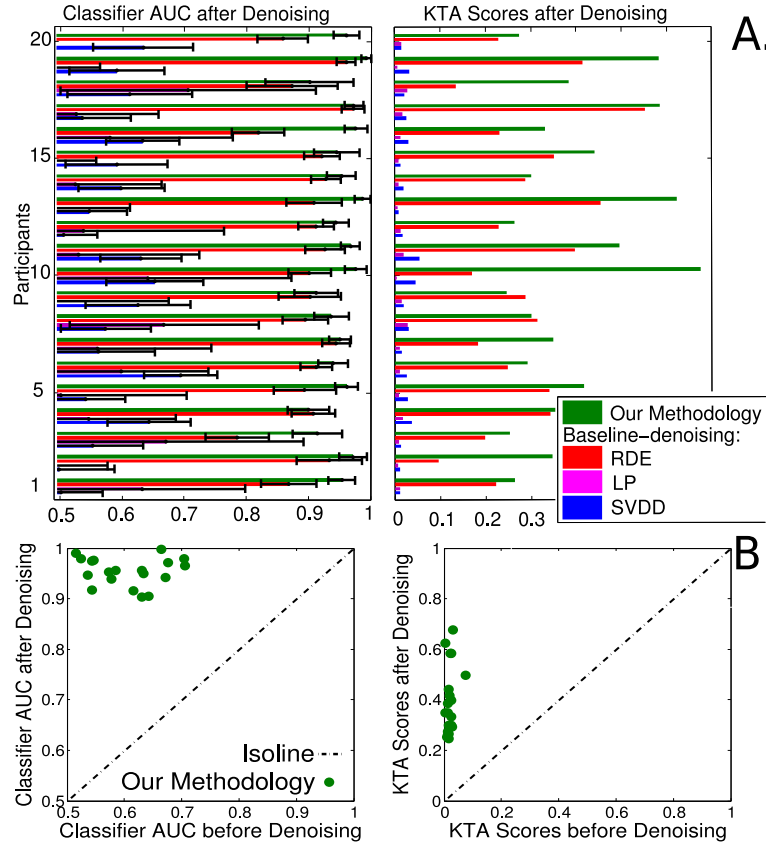 Classifier AUC after Denoising
KTA Scores after Denoising
A.
Participants
20
15
10
5
1
0.5
0.6
0.7
0.8
0.9
1
0
0.1
0.2
0.3
Our Methodology
Baseline-denoising:
RDE
LP
SVDD
B
Classifier AUC after Denoising
1
0.9
0.8
0.7
0.6
0.5
Isoline
Our Methodology
0.5
0.6
0.7
0.8
0.9
1
Classifier AUC before Denoising
KTA Scores after Denoising
1
0.8
0.6
0.4
0.2
0
0
0.2
0.4
0.6
0.8
1
KTA Scores before Denoising